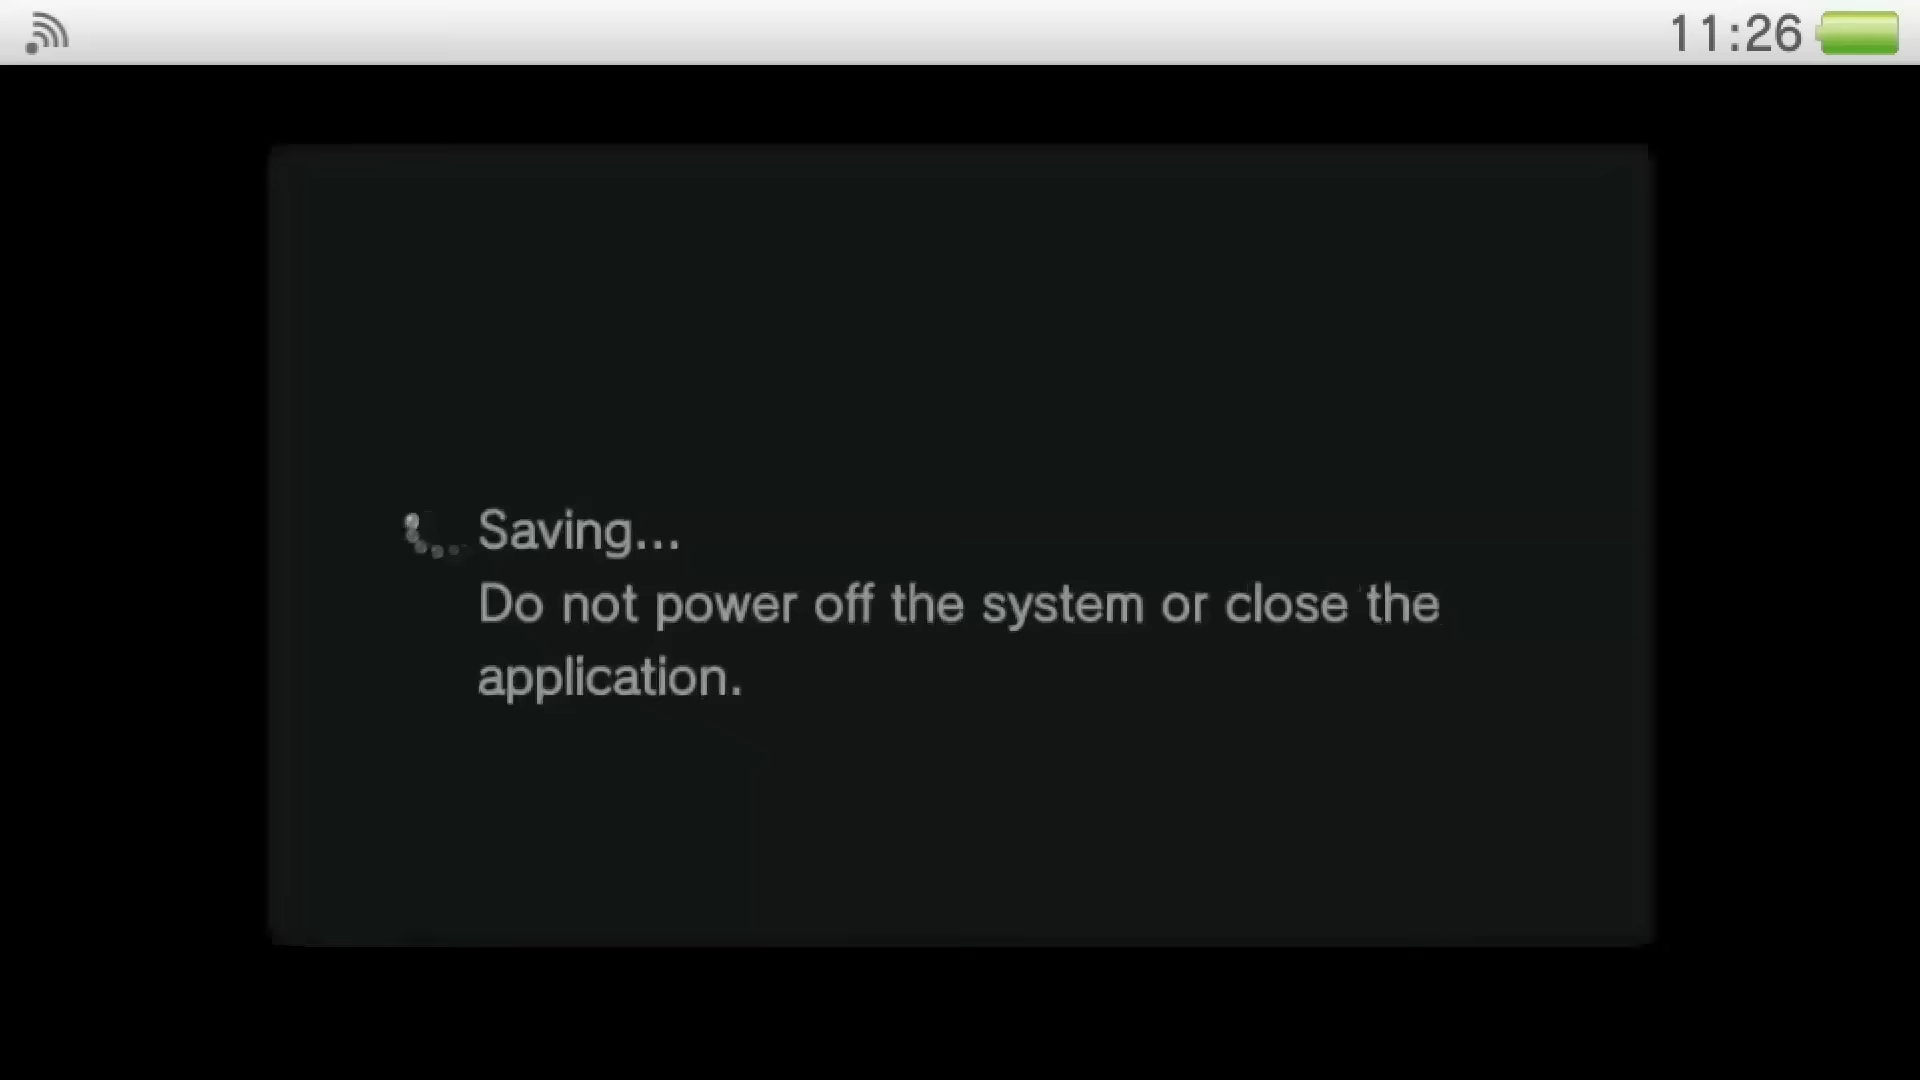 11:26
Saving...
Do not power off the system or close the
application.